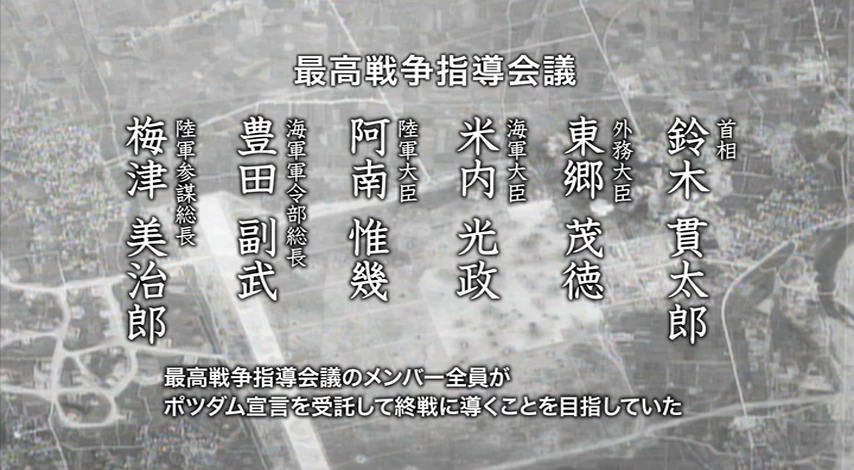 最高戦争指導会議
首相
鈴木 貫太郎
外務大臣
東郷 茂徳
海軍大臣
米内 光政
陸軍大臣
阿南 惟幾
海軍軍令部総長
豊田 副武
陸軍参謀総長
梅津 美治郎
最高戦争指導会議のメンバー全員が
ポツダム宣言を受託して終戦に導くことを目指していた